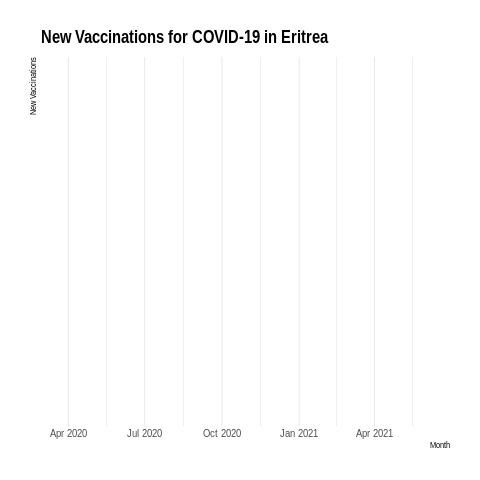 New Vaccinations for COVID-19 in Eritrea
New Vaccinations
Apr 2020 Jul 2020 Oct 2020 Jan 2021 Apr 2021
Month